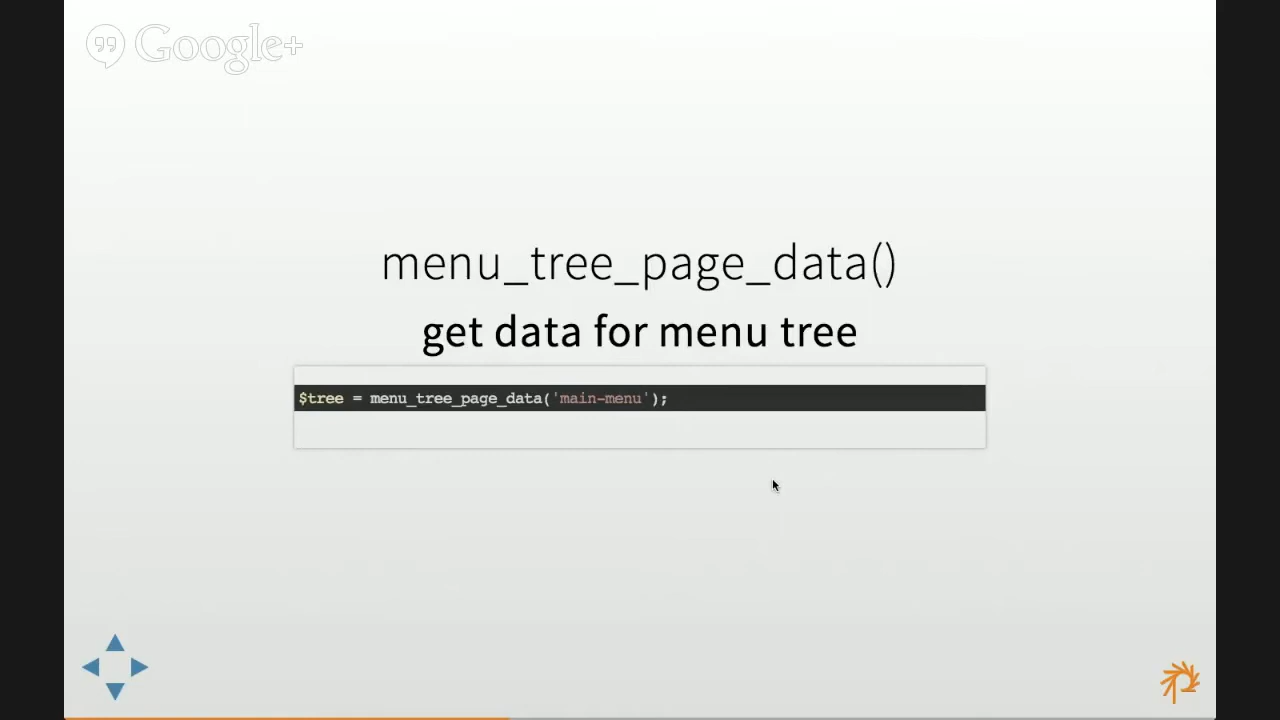 Google+
menu_tree_page_data()
get data for menu tree
$tree = menu_tree_page_data('main-menu');